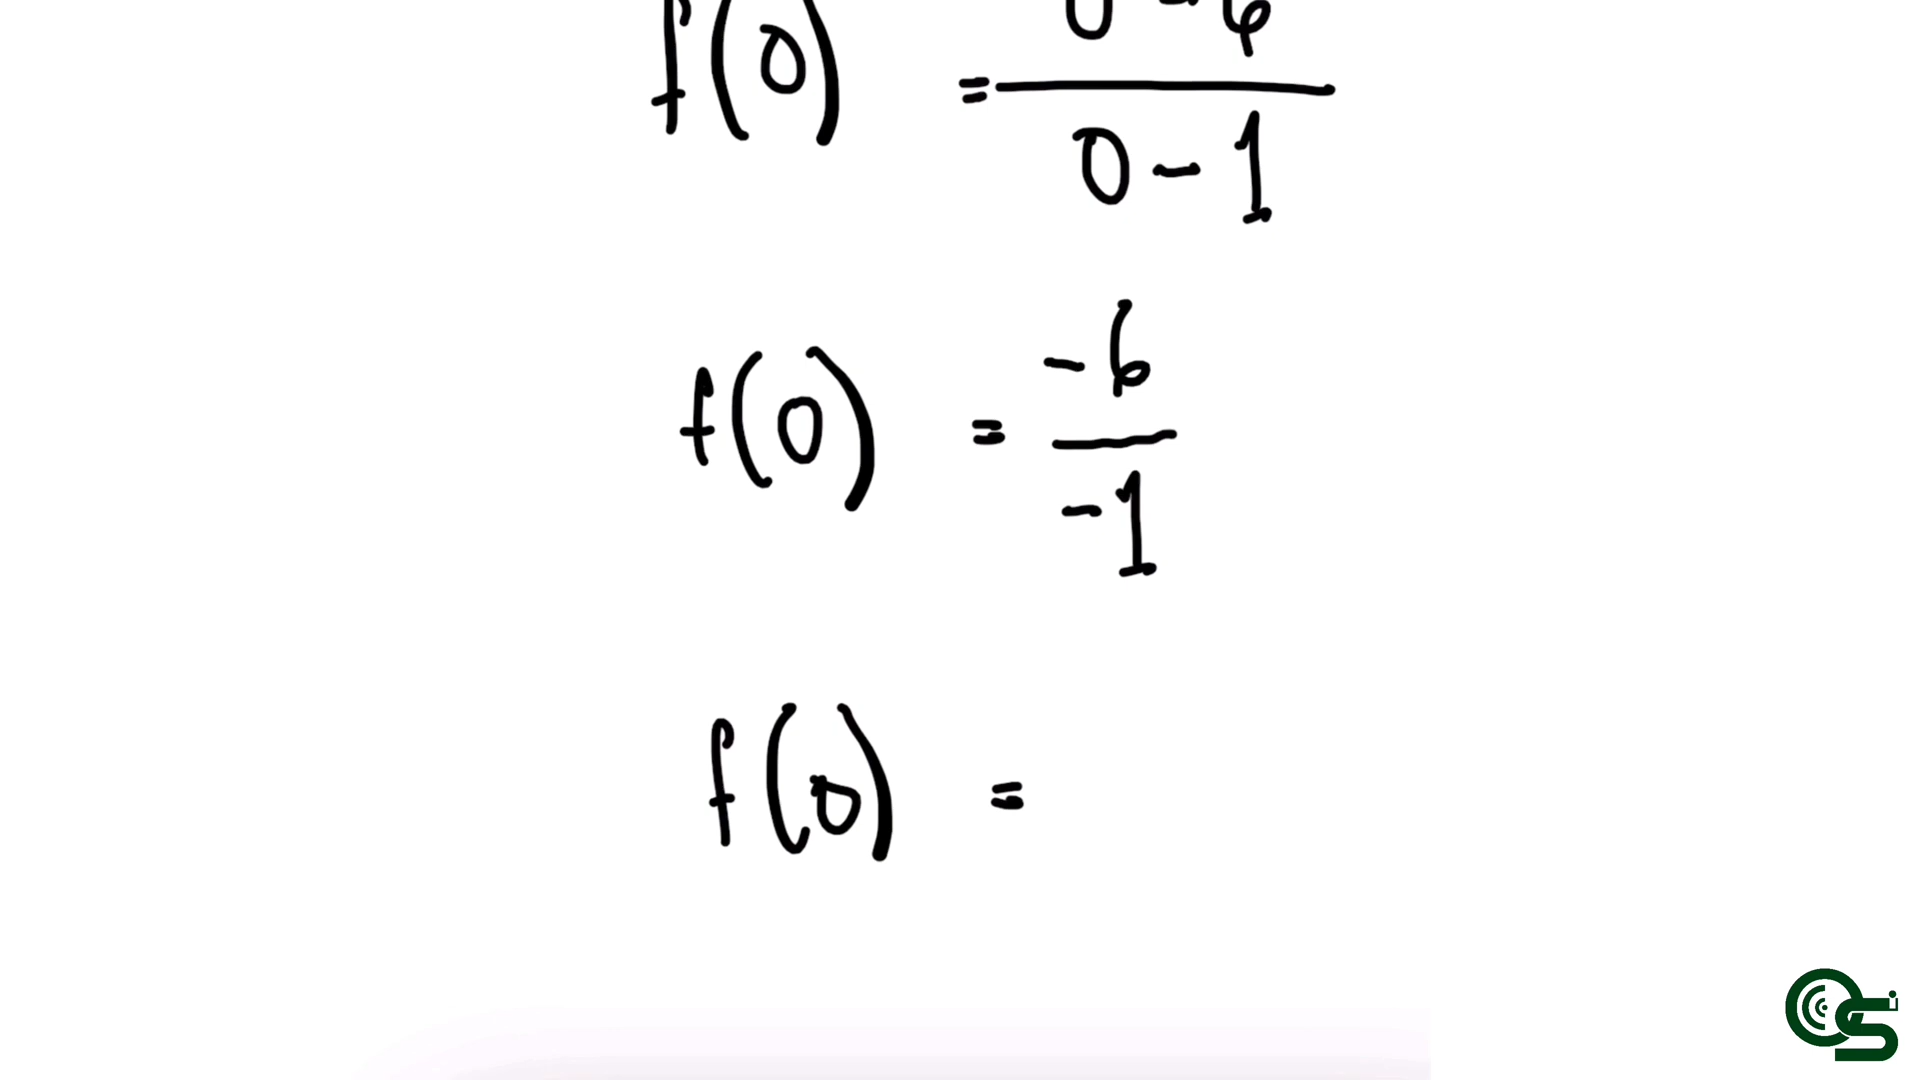 f(0) = (0 - 6)/(0 - 1)
f(0) = -6/-1
f(0) =